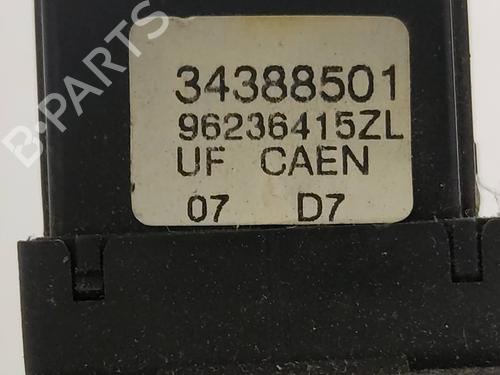 34388501
96236415ZL
UF CAEN
07 D7
B-PARTS